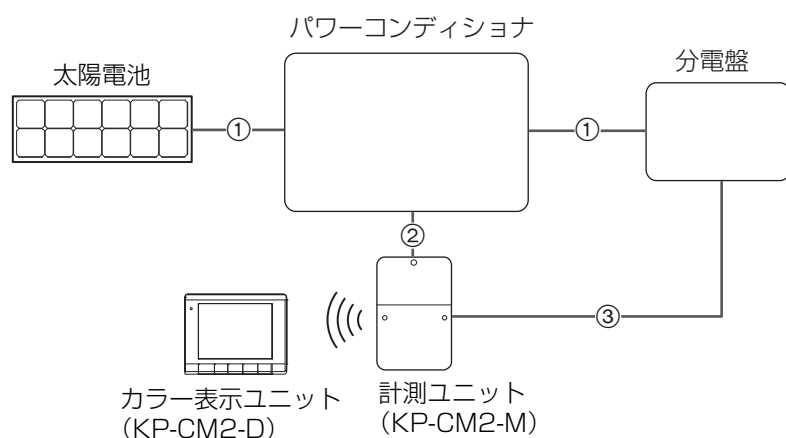 パワーコンディショナ
太陽電池
分電盤
①
①
②
③
カラー表示ユニット
（KP-CM2-D）
計測ユニット
（KP-CM2-M）